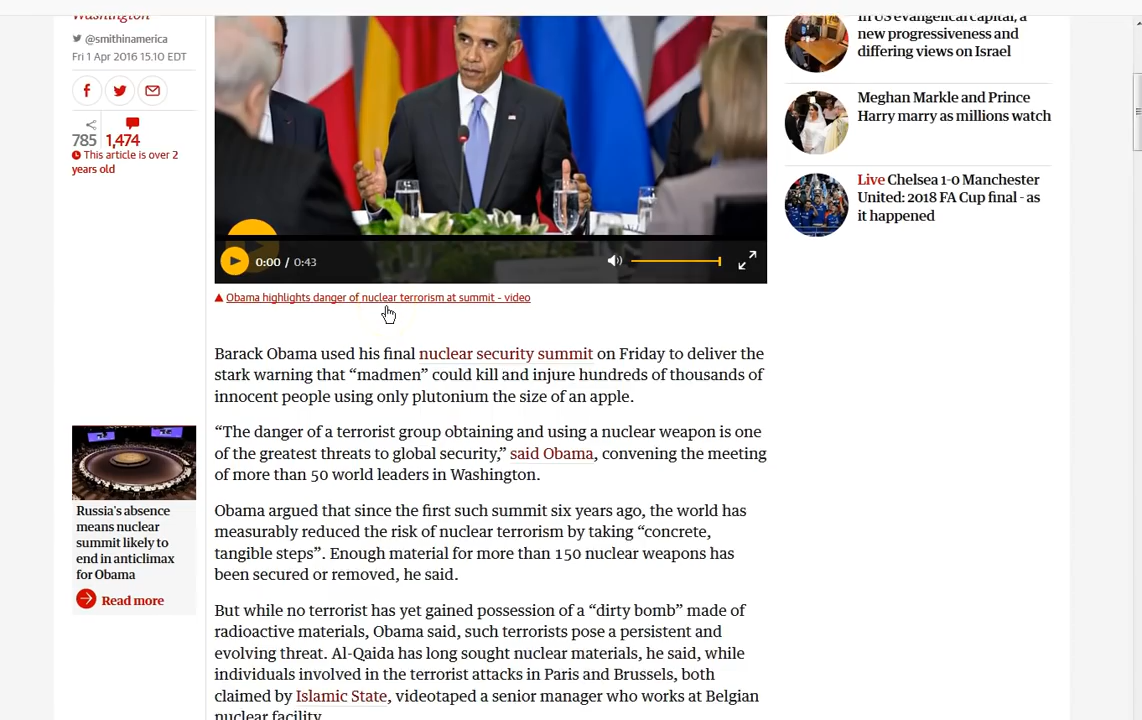 Washington
@smithinamerica
Fri 1 Apr 2016 15.10 EDT
785 1,474
This article is over 2
years old
Russia's absence
means nuclear
summit likely to
end in anticlimax
for Obama
Read more
0:00 / 0:43
Obama highlights danger of nuclear terrorism at summit - video
Barack Obama used his final nuclear security summit on Friday to deliver the
stark warning that “madmen” could kill and injure hundreds of thousands of
innocent people using only plutonium the size of an apple.
“The danger of a terrorist group obtaining and using a nuclear weapon is one
of the greatest threats to global security,” said Obama, convening the meeting
of more than 50 world leaders in Washington.
Obama argued that since the first such summit six years ago, the world has
measurably reduced the risk of nuclear terrorism by taking “concrete,
tangible steps”. Enough material for more than 150 nuclear weapons has
been secured or removed, he said.
But while no terrorist has yet gained possession of a “dirty bomb” made of
radioactive materials, Obama said, such terrorists pose a persistent and
evolving threat. Al-Qaida has long sought nuclear materials, he said, while
individuals involved in the terrorist attacks in Paris and Brussels, both
claimed by Islamic State, videotaped a senior manager who works at Belgian
nuclear facility.
In US evangelical capital, a
new progressiveness and
differing views on Israel
Meghan Markle and Prince
Harry marry as millions watch
Live Chelsea 1-0 Manchester
United: 2018 FA Cup final - as
it happened